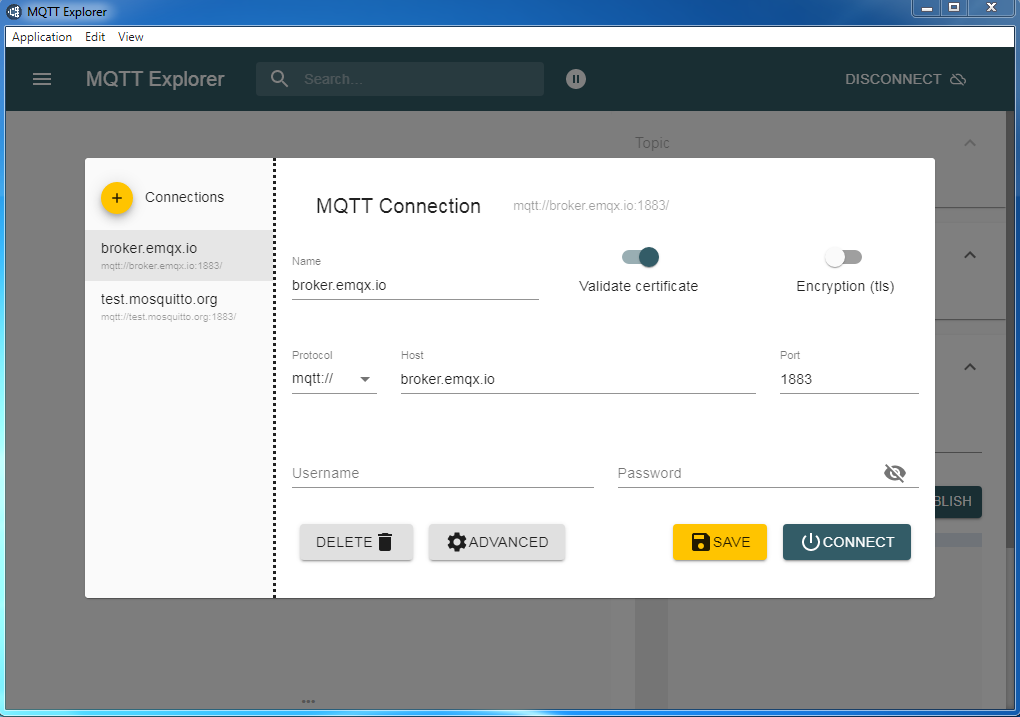 MQTT Explorer
Application Edit View
MQTT Explorer
Search...
DISCONNECT
Topic
Connections
broker.emqx.io
mqtt://broker.emqx.io:1883/
test.mosquitto.org
mqtt://test.mosquitto.org:1883/
MQTT Connection mqtt://broker.emqx.io:1883/
Name
broker.emqx.io
Validate certificate
Encryption (tls)
Protocol
mqtt://
Host
broker.emqx.io
Port
1883
Username
Password
DELETE
ADVANCED
SAVE
CONNECT
BLISH